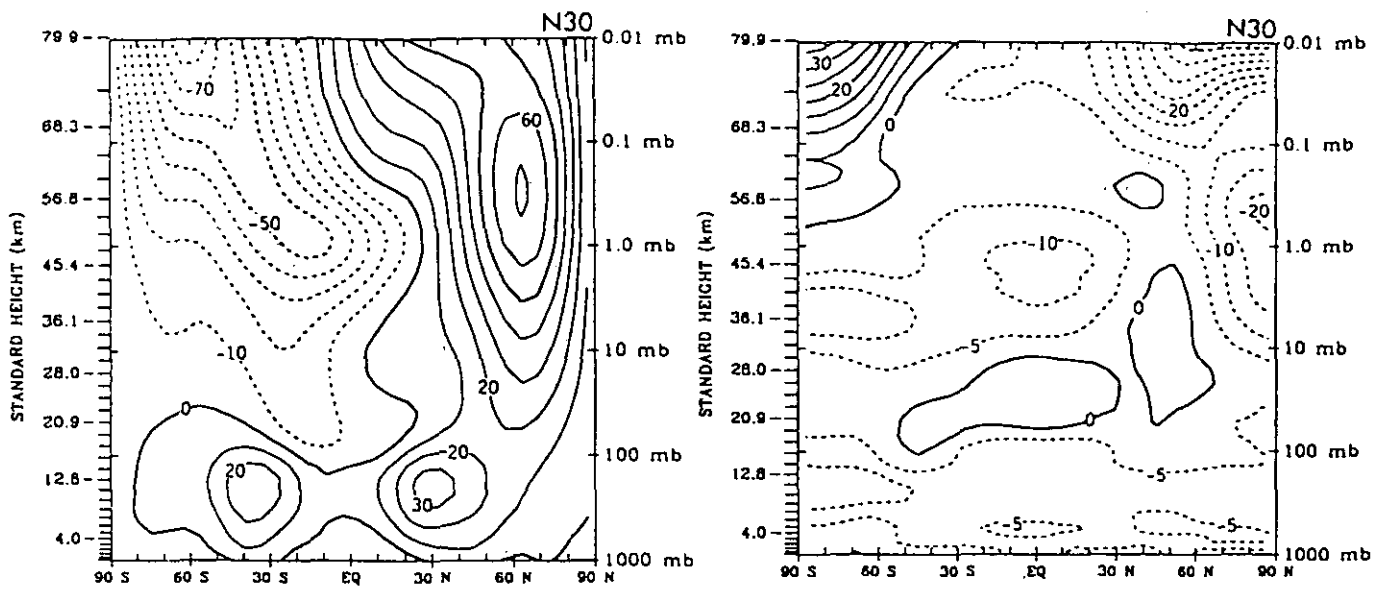 N30
79.9
68.3
56.8
45.4
36.1
28.0
20.9
12.8
4.0
STANDARD HEIGHT (km)
0.01 mb
0.1 mb
1.0 mb
10 mb
100 mb
1000 mb
90 S
60 S
30 S
EQ
30 N
60 N
90 N
-70
-50
-10
0
20
60
20
20
30
N30
79.9
68.3
56.8
45.4
36.1
28.0
20.9
12.8
4.0
STANDARD HEIGHT (km)
0.01 mb
0.1 mb
1.0 mb
10 mb
100 mb
1000 mb
90 S
60 S
30 S
EQ
30 N
60 N
90 N
30
20
0
-20
-20
-10
-10
0
-5
0
-5
-5
-5